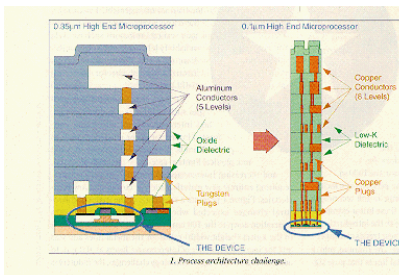 0.35µm High End Microprocessor
0.1µm High End Microprocessor
Aluminum
Conductors
(5 Levels)
Oxide
Dielectric
Tungsten
Plugs
THE DEVICE
Copper
Conductors
(6 Levels)
Low-K
Dielectric
Copper
Plugs
THE DEVICE
1. Process architecture challenge.